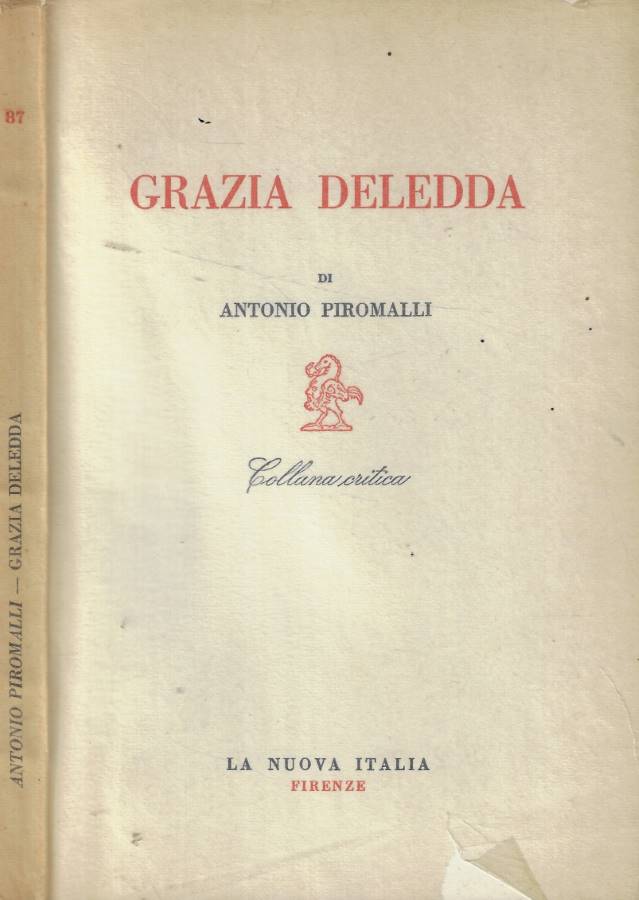 87
ANTONIO PIROMALLI — GRAZIA DELEDDA
GRAZIA DELEDDA
DI
ANTONIO PIROMALLI
Collana critica
LA NUOVA ITALIA
FIRENZE